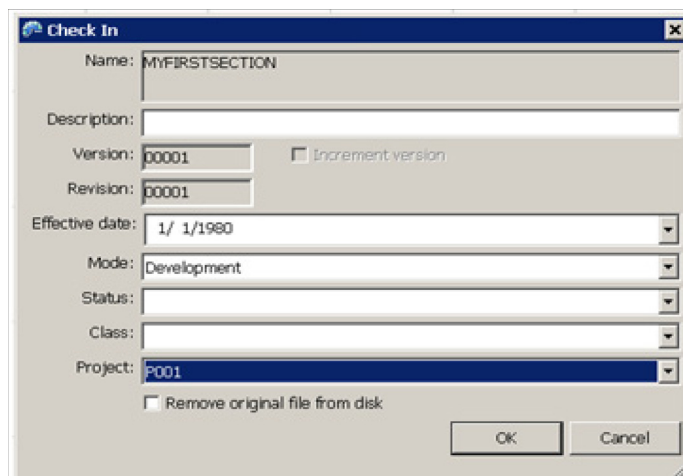 Check In
Name: MYFIRSTSECTION
Description:
Version: 00001 Increment version
Revision: 00001
Effective date: 1/ 1/1980
Mode: Development
Status:
Class:
Project: P001
Remove original file from disk
OK Cancel